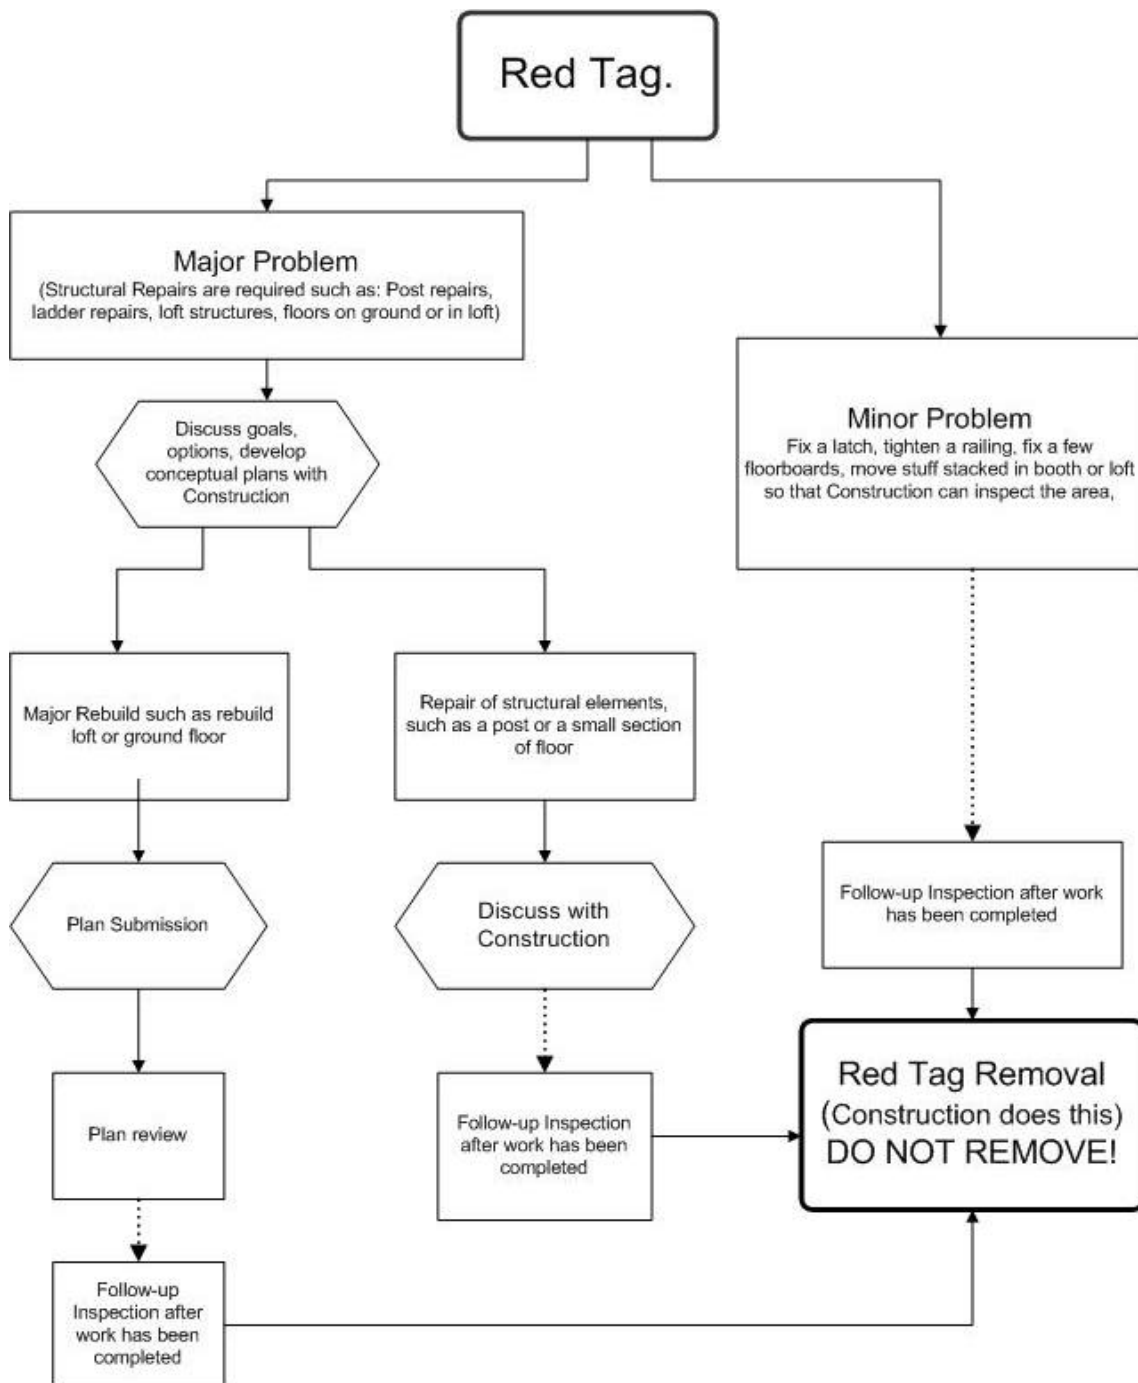 Red Tag.
Major Problem
(Structural Repairs are required such as: Post repairs,
ladder repairs, loft structures, floors on ground or in loft)
Minor Problem
Fix a latch, tighten a railing, fix a few
floorboards, move stuff stacked in booth or loft
so that Construction can inspect the area,
Discuss goals,
options, develop
conceptual plans with
Construction
Major Rebuild such as rebuild
loft or ground floor
Repair of structural elements,
such as a post or a small section
of floor
Plan Submission
Discuss with
Construction
Follow-up Inspection after work
has been completed
Plan review
Follow-up Inspection
after work has been
completed
Red Tag Removal
(Construction does this)
DO NOT REMOVE!
Follow-up
Inspection after
work has been
completed